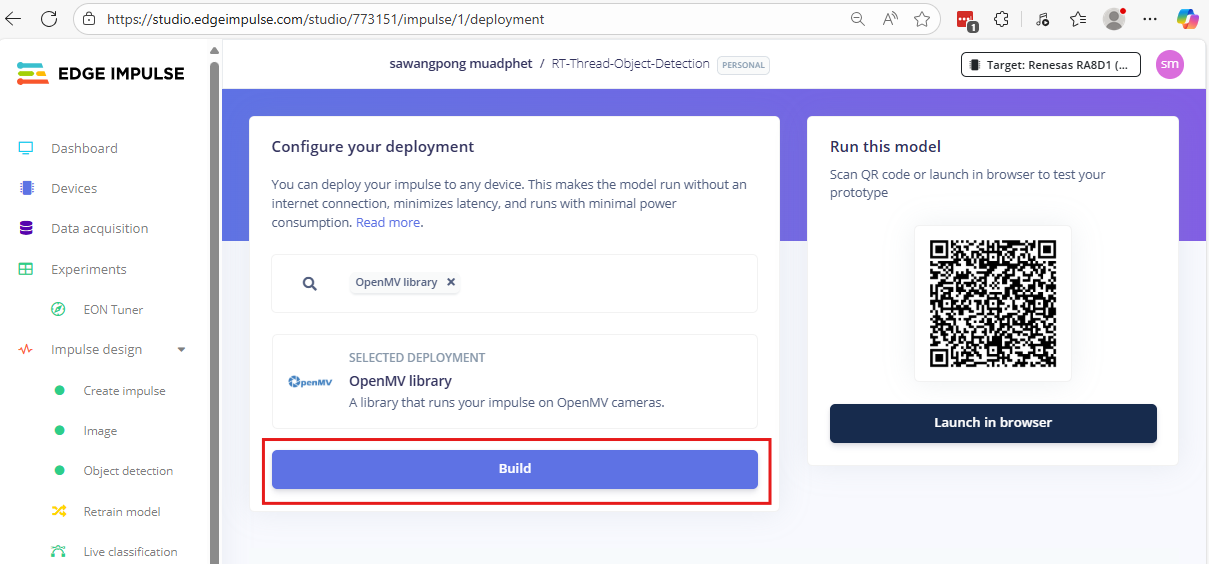 https://studio.edgeimpulse.com/studio/773151/impulse/1/deployment
1
EDGE IMPULSE
sawangpong muadphet / RT-Thread-Object-Detection PERSONAL
Target: Renesas RA8D1 (...
sm
Dashboard
Devices
Data acquisition
Experiments
EON Tuner
Impulse design
Create impulse
Image
Object detection
Retrain model
Live classification
Configure your deployment
You can deploy your impulse to any device. This makes the model run without an
internet connection, minimizes latency, and runs with minimal power
consumption. Read more.
OpenMV library ×
SELECTED DEPLOYMENT
OpenMV
OpenMV library
A library that runs your impulse on OpenMV cameras.
Build
Run this model
Scan QR code or launch in browser to test your
prototype
Launch in browser